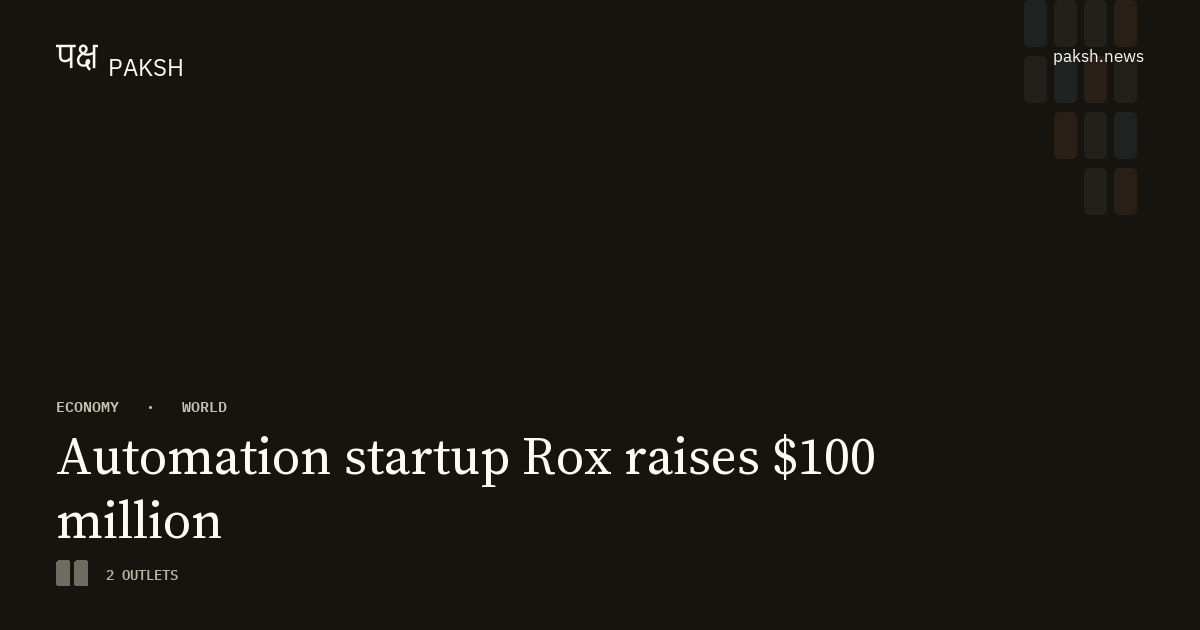 पक्ष PAKSH
paksh.news
ECONOMY · WORLD
Automation startup Rox raises $100
million
2 OUTLETS